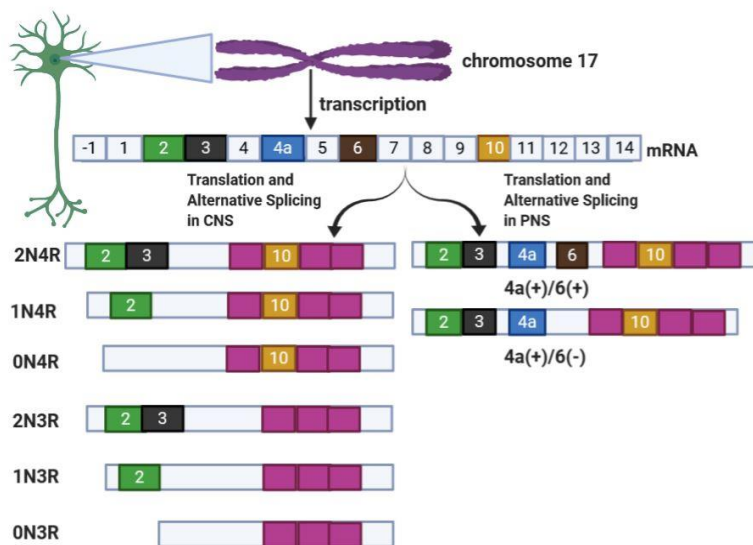 chromosome 17
transcription
-1 1 2 3 4 4a 5 6 7 8 9 10 11 12 13 14 mRNA
Translation and
Alternative Splicing
in CNS
Translation and
Alternative Splicing
in PNS
2N4R 2 3 10
2 3 4a 6 10
4a(+)/6(+)
1N4R 2 10
2 3 4a 10
4a(+)/6(-)
0N4R 10
2N3R 2 3
1N3R 2
0N3R